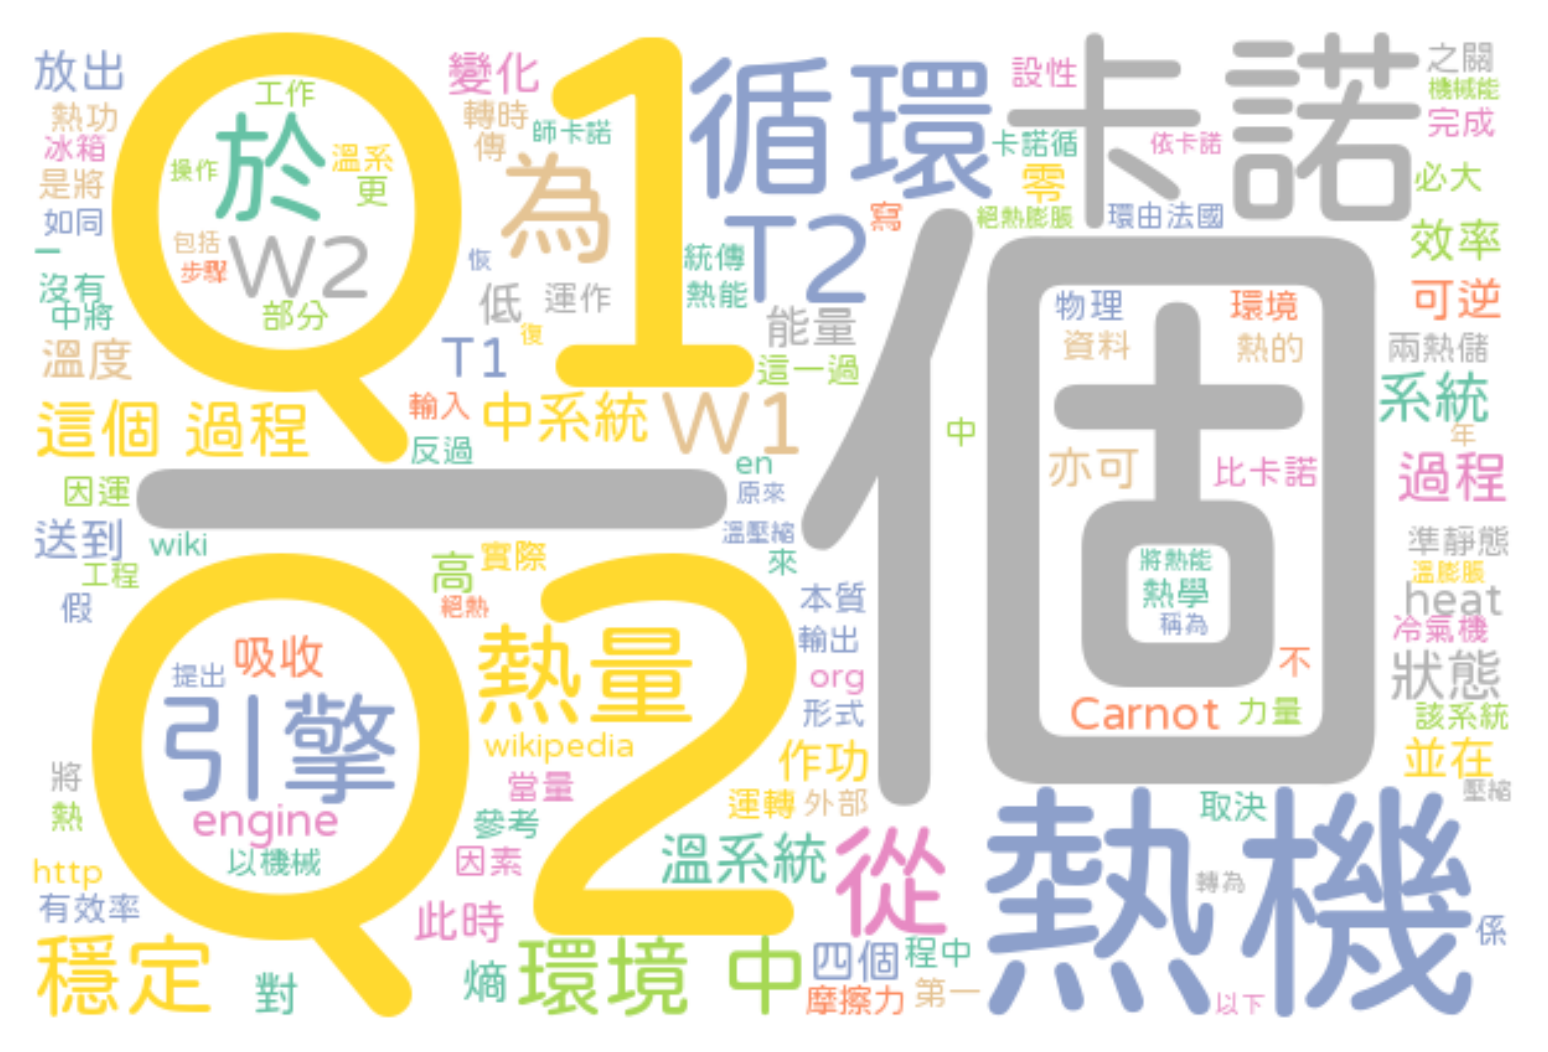 放出
Q1
變化
循環
設性
卡諾
之關
機械能
完成
工作
熱功
轉時
師卡諾
冰箱
於
溫系
傳
卡諾循
依卡諾
操作
為
是將
更
零
必大
如同
T2
寫
絕熱膨脹
環由法國
包括
W2
恢
統傳
效率
一
步驟
沒有
低
運作
熱能
物理
環境
可逆
中將
部分
復
能量
溫度
T1
資料
熱的
兩熱儲
這一過
個
系統
輸入
中系統
W1
這個 過程
中
年
反過
en
亦可
比卡諾
過程
因運
一個
原來
送到
wiki
溫壓縮
準靜態
高
實際
來
將熱能
工程
溫膨脹
假
絕熱
Q2
本質
熱學
heat
稱為
冷氣機
吸收
熱量
輸出
提出
org
不
狀態
引擎
形式
Carnot
力量
該系統
wikipedia
作功
並在
將
當量
壓縮
運轉
外部
取決
熱
engine
參考
熱機
以機械
因素
溫系統
從
http
轉為
有效率
此時
係
穩定
對
熵
環境 中
四個
程中
摩擦力
第一
以下